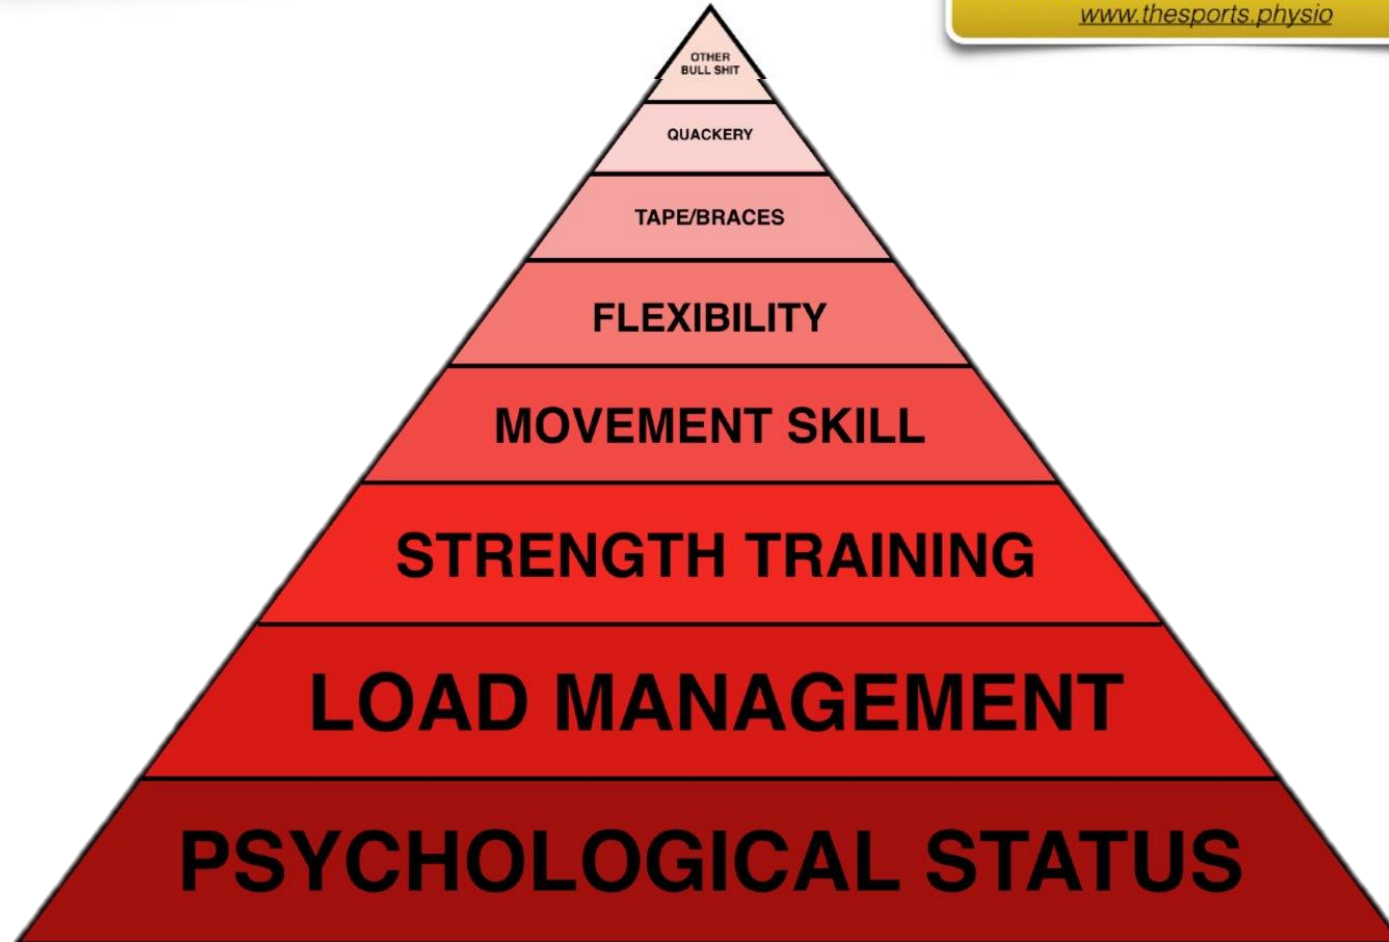 www.thesports.physio
OTHER
BULL SHIT
QUACKERY
TAPE/BRACES
FLEXIBILITY
MOVEMENT SKILL
STRENGTH TRAINING
LOAD MANAGEMENT
PSYCHOLOGICAL STATUS